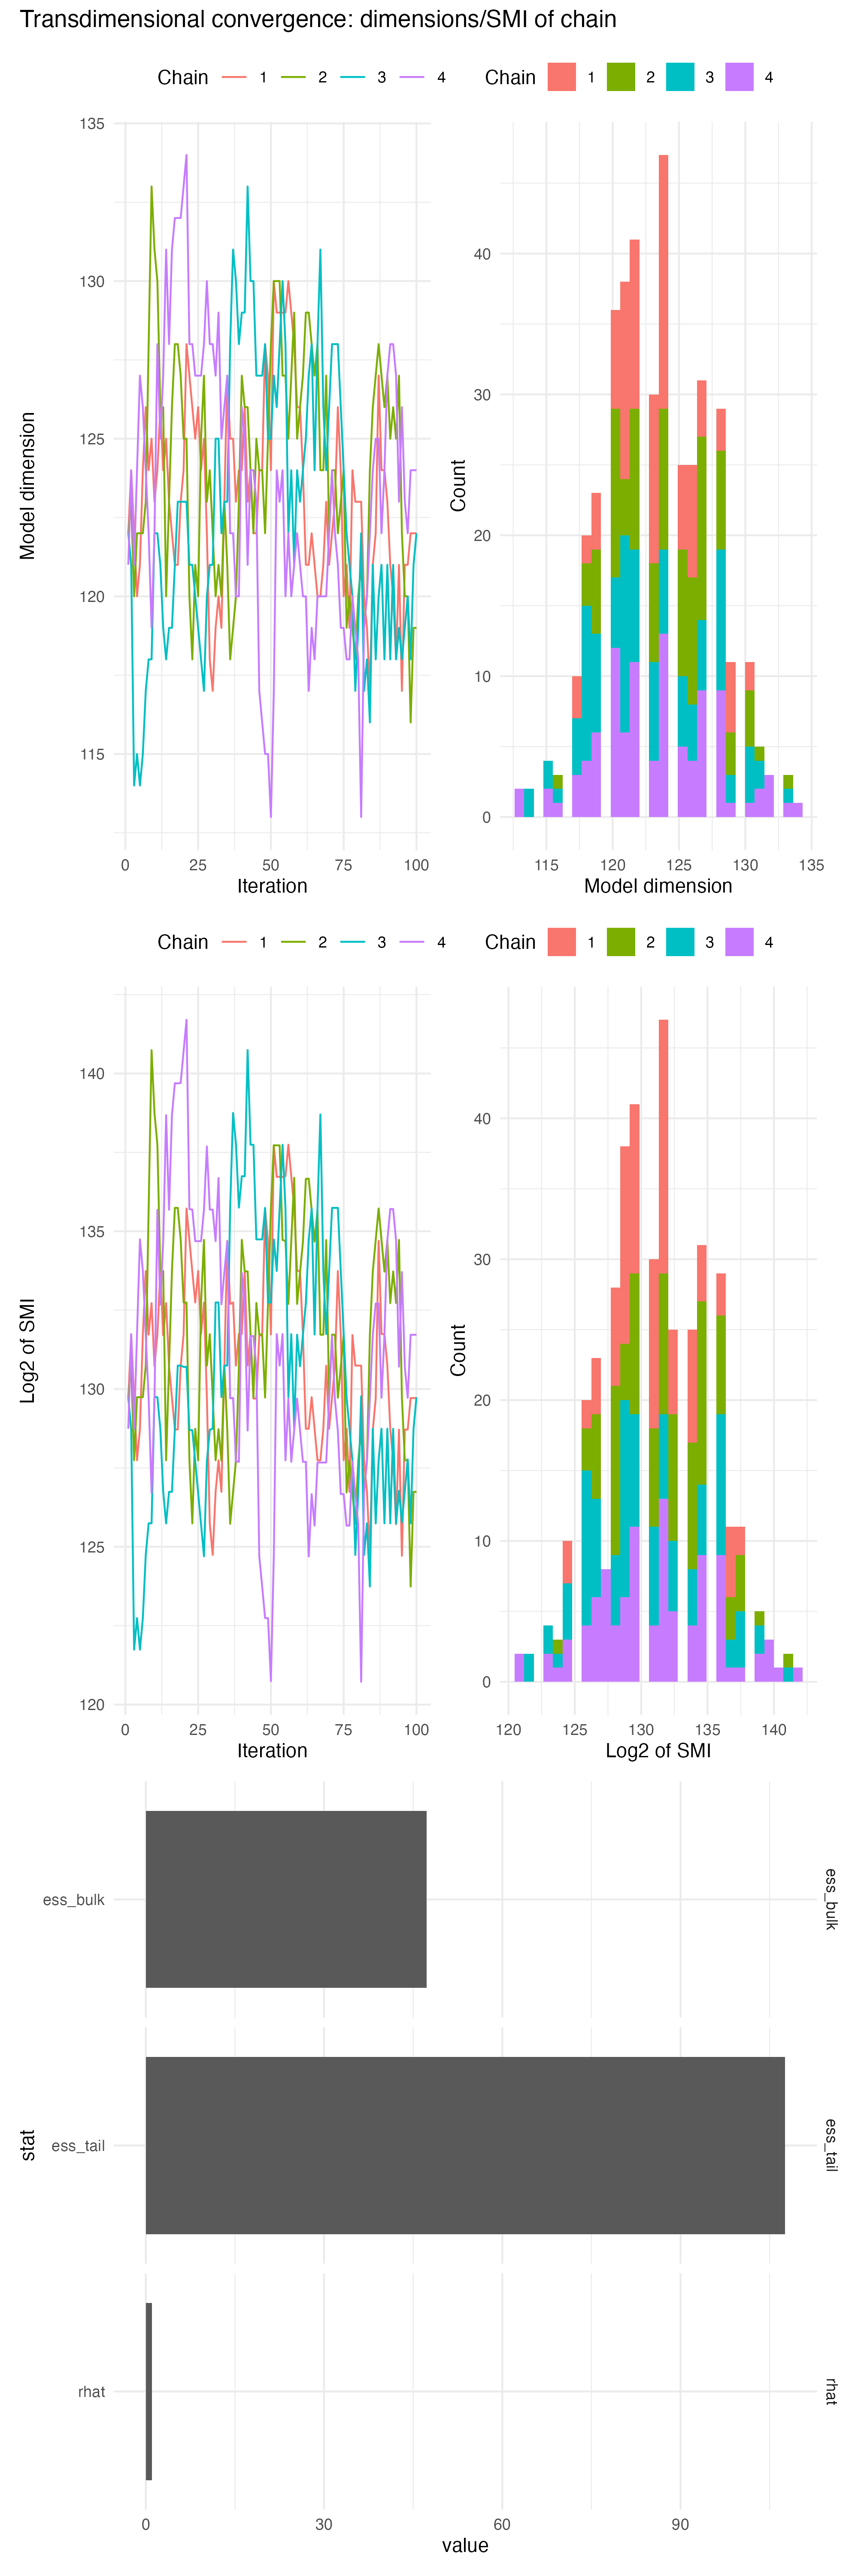 Transdimensional convergence: dimensions/SMI of chain
Chain 1 2 3 4
Chain 1 2 3 4
Model dimension
135
130
125
120
115
0 25 50 75 100
Iteration
Count
40
30
20
10
0
115 120 125 130 135
Model dimension
Chain 1 2 3 4
Chain 1 2 3 4
Log2 of SMI
140
135
130
125
120
0 25 50 75 100
Iteration
Count
40
30
20
10
0
120 125 130 135 140
Log2 of SMI
stat
ess_bulk
ess_bulk
ess_tail
ess_tail
rhat
rhat
0 30 60 90
value